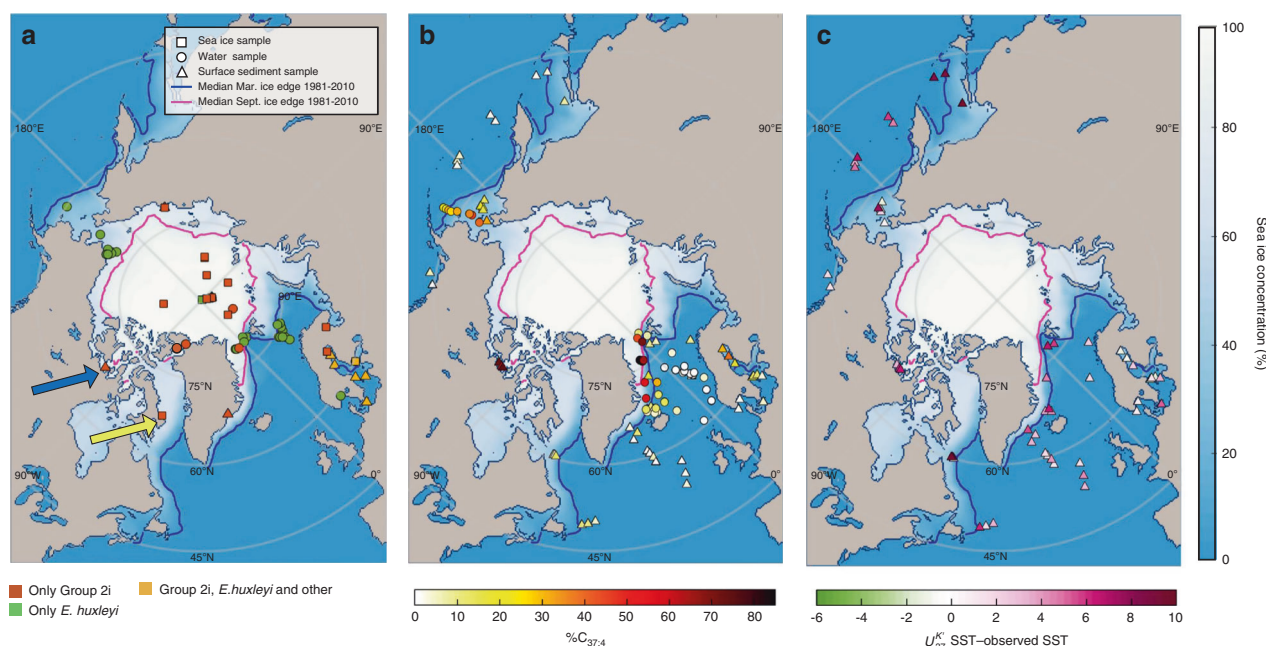 a
b
c
Sea ice sample
Water sample
Surface sediment sample
Median Mar. ice edge 1981-2010
Median Sept. ice edge 1981-2010
180°E
90°E
90°E
75°N
60°N
90°W
0°
45°N
180°E
90°E
75°N
60°N
90°W
0°
45°N
180°E
90°E
75°N
60°N
90°W
0°
45°N
100
80
60
40
20
0
Sea ice concentration (%)
Only Group 2i
Group 2i, E.huxleyi and other
Only E. huxleyi
0 10 20 30 40 50 60 70 80
%C37:4
-6 -4 -2 0 2 4 6 8 10
U37K' SST–observed SST